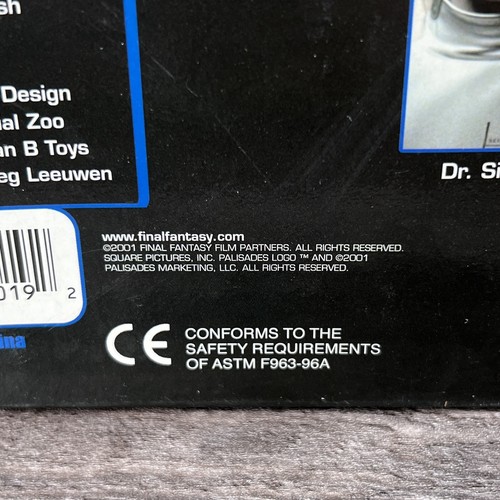 sh
Design
al Zoo
an B Toys
eg Leeuwen
Dr. Si
www.finalfantasy.com
©2001 FINAL FANTASY FILM PARTNERS. ALL RIGHTS RESERVED.
SQUARE PICTURES, INC. PALISADES LOGO ™ AND ©2001
PALISADES MARKETING, LLC. ALL RIGHTS RESERVED.
019 2
ina
CE CONFORMS TO THE
SAFETY REQUIREMENTS
OF ASTM F963-96A